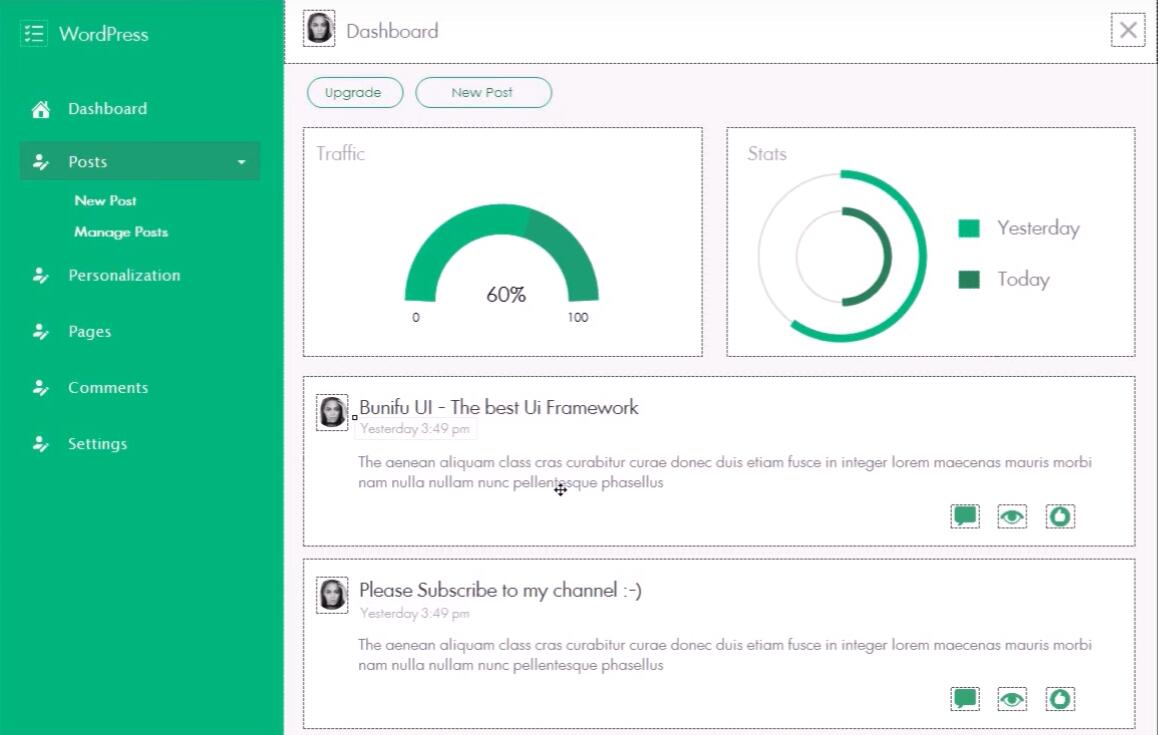 WordPress
Dashboard
Posts
New Post
Manage Posts
Personalization
Pages
Comments
Settings
Dashboard
Upgrade
New Post
Traffic
60%
0
100
Stats
Yesterday
Today
Bunifu UI - The best Ui Framework
Yesterday 3:49 pm
The aenean aliquam class cras curabitur curae donec duis etiam fusce in integer lorem maecenas mauris morbi
nam nulla nullam nunc pellentesque phasellus
Please Subscribe to my channel :-)
Yesterday 3:49 pm
The aenean aliquam class cras curabitur curae donec duis etiam fusce in integer lorem maecenas mauris morbi
nam nulla nullam nunc pellentesque phasellus